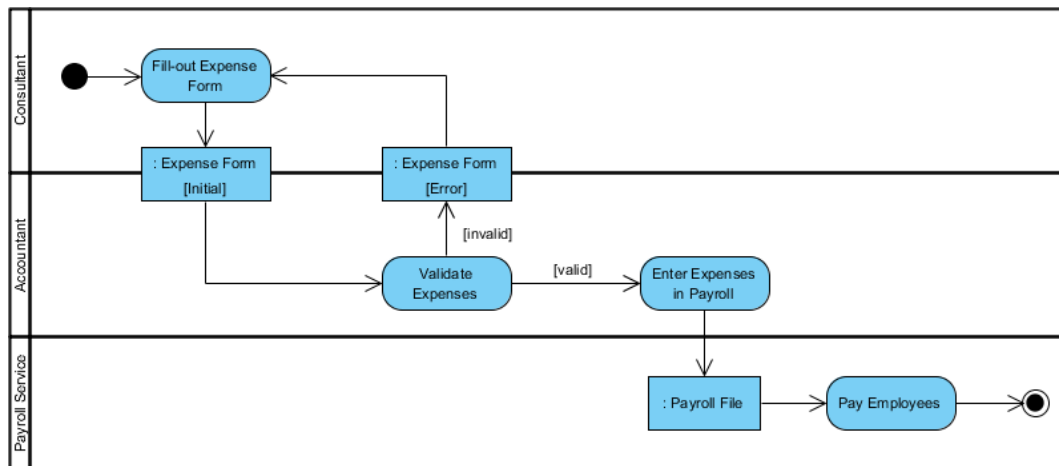 Consultant
Fill-out Expense
Form
: Expense Form
[Initial]
: Expense Form
[Error]
Accountant
[invalid]
Validate
Expenses
[valid]
Enter Expenses
in Payroll
Payroll Service
: Payroll File
Pay Employees